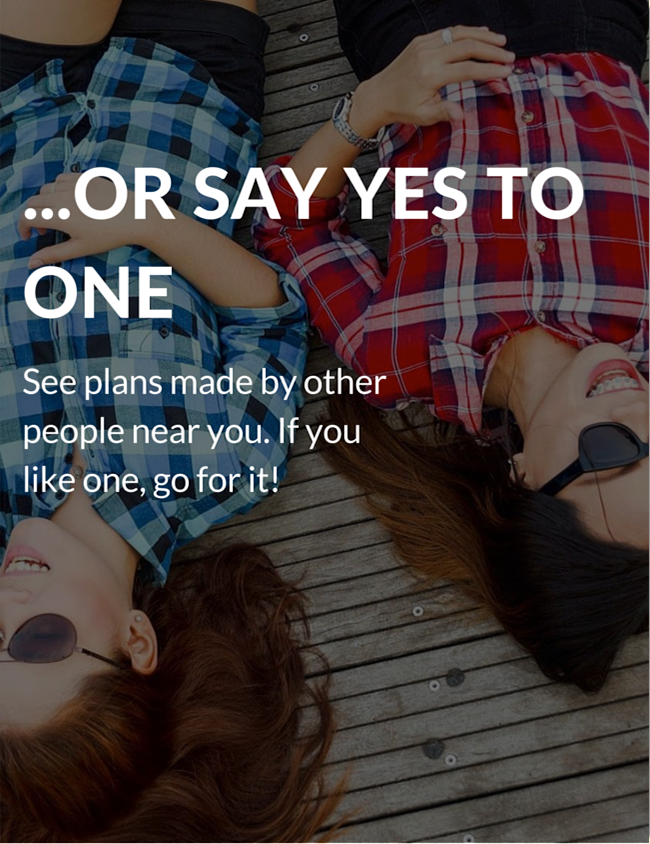 ...OR SAY YES TO
ONE
See plans made by other
people near you. If you
like one, go for it!